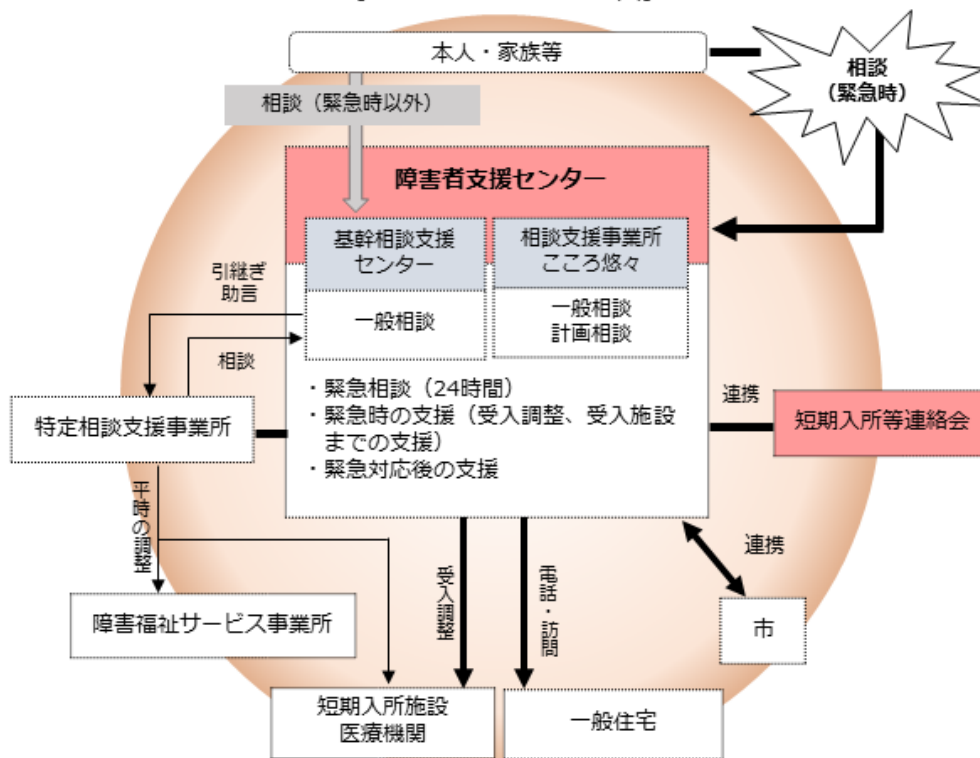 本人・家族等
相談
（緊急時）
相談（緊急時以外）
障害者支援センター
基幹相談支援
センター
一般相談
相談支援事業所
こころ悠々
一般相談
計画相談
引継ぎ
助言
相談
・緊急相談（24時間）
・緊急時の支援（受入調整、受入施設
までの支援）
・緊急対応後の支援
特定相談支援事業所
連携
短期入所等連絡会
平時の調整
受入調整
電話・訪問
連携
障害福祉サービス事業所
市
短期入所施設
医療機関
一般住宅